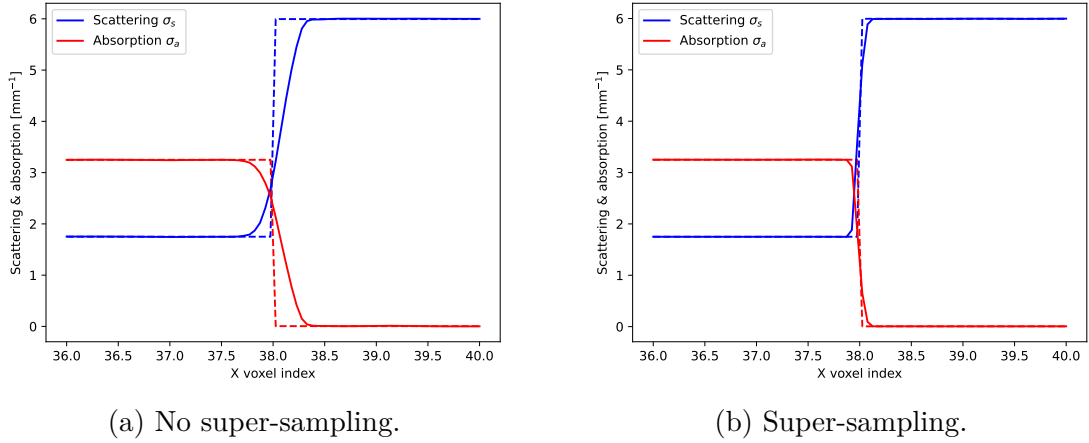 Scattering σₛ
Absorption σₐ
Scattering & absorption [mm⁻¹]
6
5
4
3
2
1
0
36.0 36.5 37.0 37.5 38.0 38.5 39.0 39.5 40.0
X voxel index
(a) No super-sampling.
Scattering σₛ
Absorption σₐ
Scattering & absorption [mm⁻¹]
6
5
4
3
2
1
0
36.0 36.5 37.0 37.5 38.0 38.5 39.0 39.5 40.0
X voxel index
(b) Super-sampling.